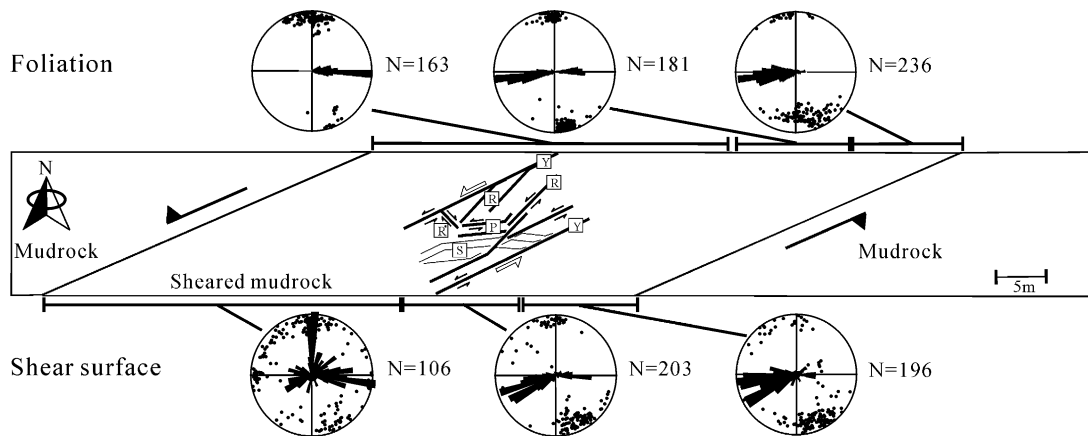 Foliation
N=163
N=181
N=236
N
Mudrock
Sheared mudrock
Y
R
R
P
R'
S
Y
Mudrock
5m
Shear surface
N=106
N=203
N=196